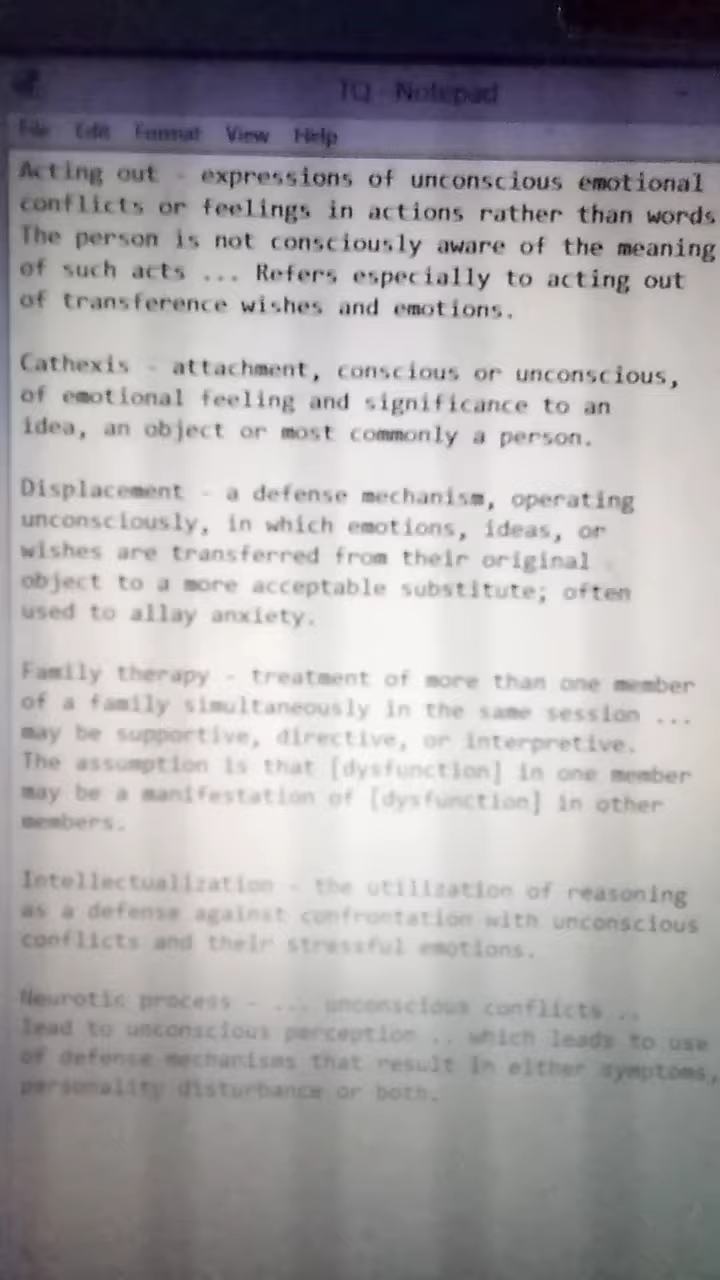 TQ - Notepad
File Edit Format View Help
Acting out - expressions of unconscious emotional
conflicts or feelings in actions rather than words
The person is not consciously aware of the meaning
of such acts ... Refers especially to acting out
of transference wishes and emotions.
Cathexis - attachment, conscious or unconscious,
of emotional feeling and significance to an
idea, an object or most commonly a person.
Displacement - a defense mechanism, operating
unconsciously, in which emotions, ideas, or
wishes are transferred from their original
object to a more acceptable substitute; often
used to allay anxiety.
Family therapy - treatment of more than one member
of a family simultaneously in the same session ...
may be supportive, directive, or interpretive.
The assumption is that [dysfunction] in one member
may be a manifestation of [dysfunction] in other
members.
Intellectualization - the utilization of reasoning
as a defense against confrontation with unconscious
conflicts and their stressful emotions.
Neurotic process - ... unconscious conflicts ..
lead to unconscious perception .. which leads to use
of defense mechanisms that result in either symptoms,
personality disturbance or both.